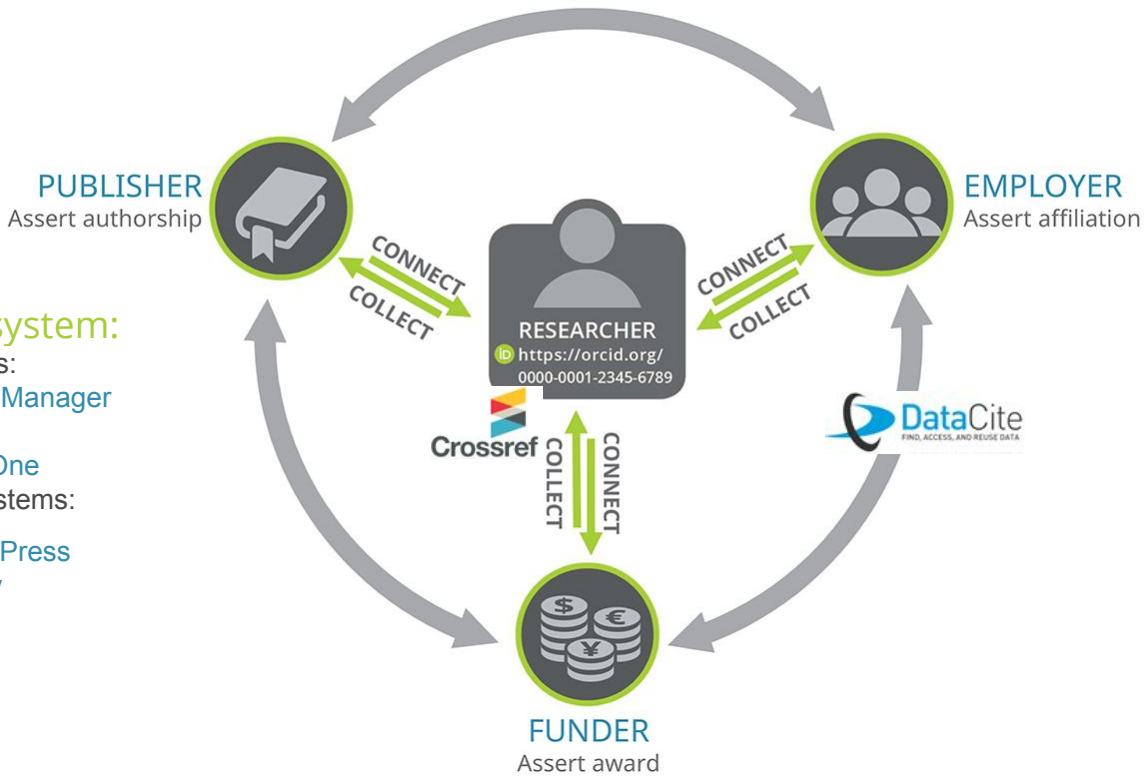 PUBLISHER
Assert authorship
EMPLOYER
Assert affiliation
CONNECT
COLLECT
CONNECT
COLLECT
RESEARCHER
iD https://orcid.org/
0000-0001-2345-6789
system:
s:
Manager
One
stems:
Press
Crossref
DataCite
FIND, ACCESS, AND REUSE DATA
COLLECT
CONNECT
$
€
¥
FUNDER
Assert award